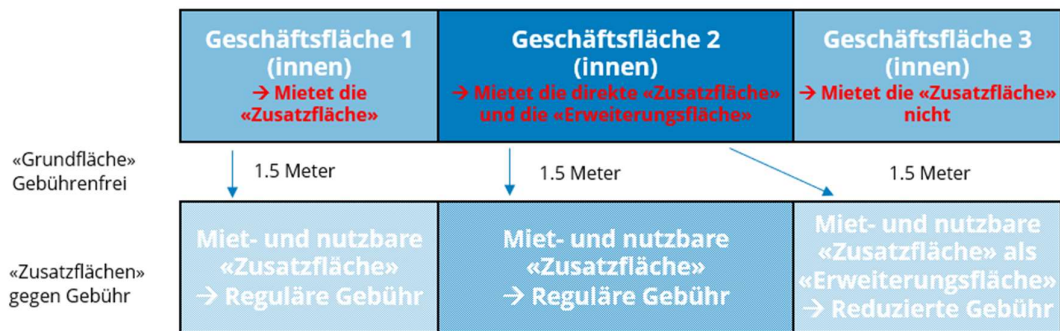 Geschäftsfläche 1
(innen)
→ Mietet die
«Zusatzfläche»
Geschäftsfläche 2
(innen)
→ Mietet die direkte «Zusatzfläche»
und die «Erweiterungsfläche»
Geschäftsfläche 3
(innen)
→ Mietet die «Zusatzfläche»
nicht
«Grundfläche»
Gebührenfrei
1.5 Meter
1.5 Meter
1.5 Meter
«Zusatzflächen»
gegen Gebühr
Miet- und nutzbare
«Zusatzfläche»
→ Reguläre Gebühr
Miet- und nutzbare
«Zusatzfläche»
→ Reguläre Gebühr
Miet- und nutzbare
«Zusatzfläche» als
«Erweiterungsfläche»
→ Reduzierte Gebühr